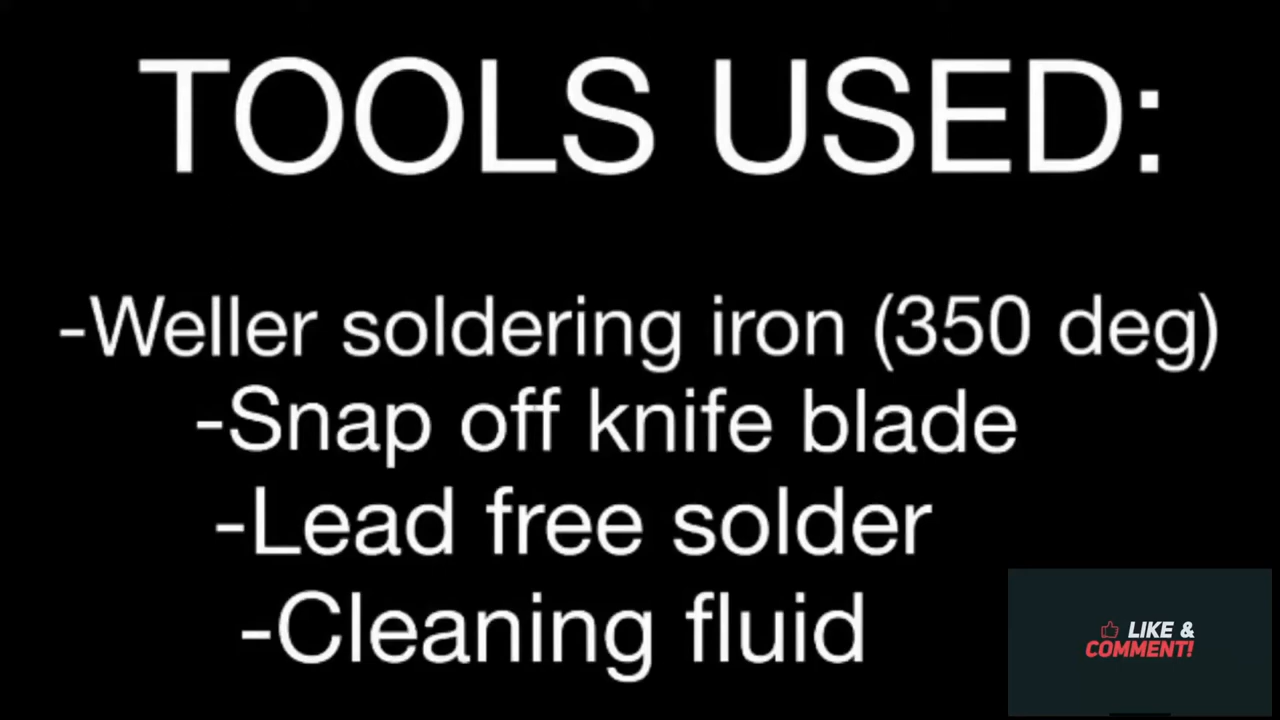 TOOLS USED:
-Weller soldering iron (350 deg)
-Snap off knife blade
-Lead free solder
-Cleaning fluid
LIKE &
COMMENT!